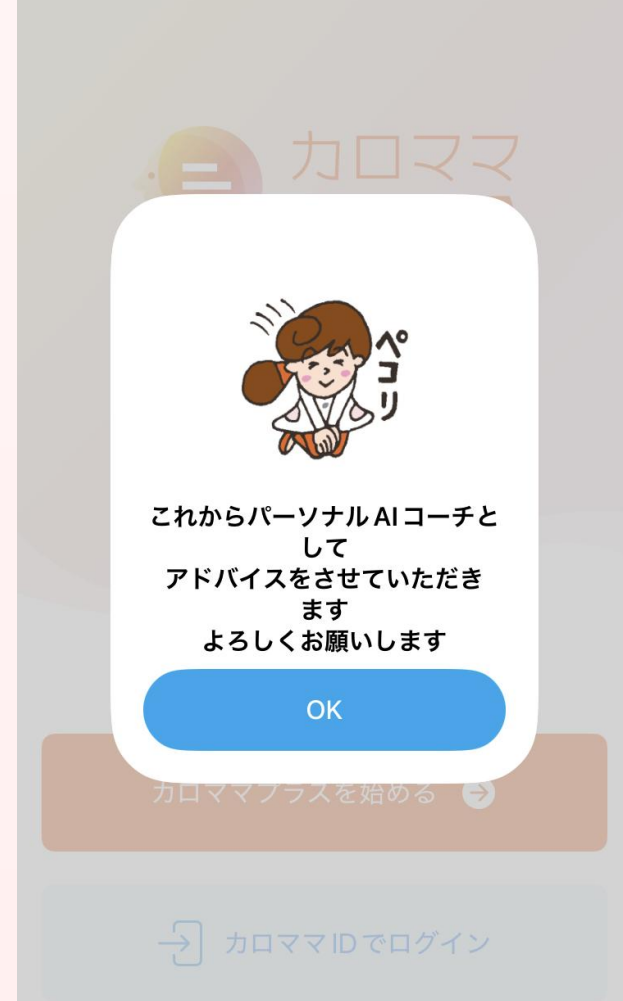 カロママ
ペコリ
これからパーソナルAIコーチと
して
アドバイスをさせていただき
ます
よろしくお願いします
OK
カロママプラスを始める
カロママIDでログイン